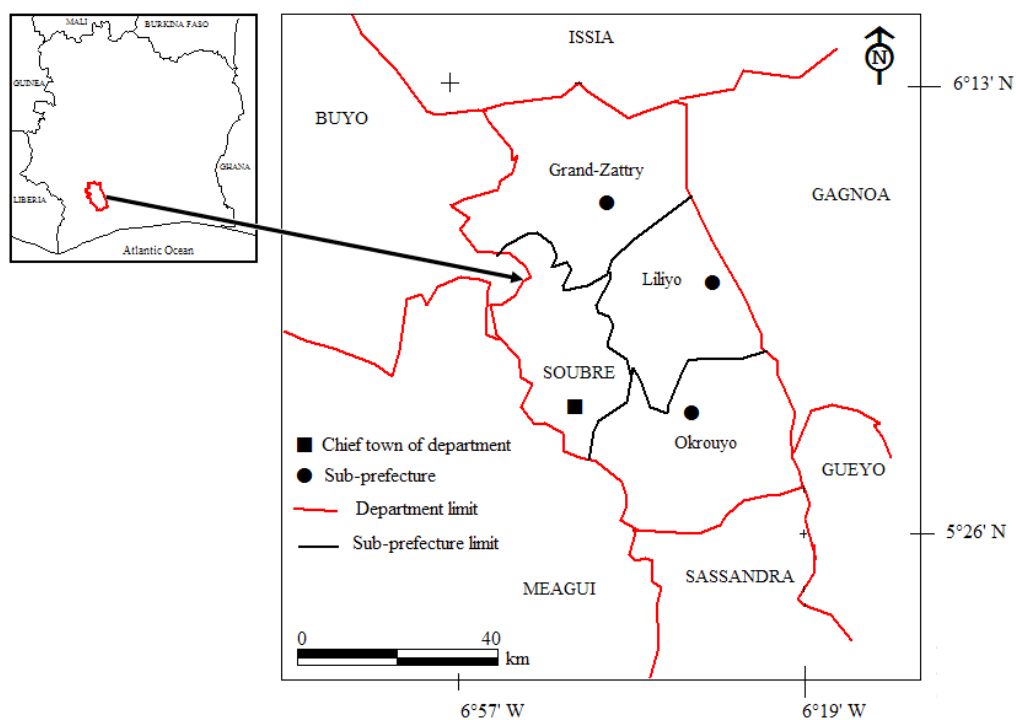 MALI
BURKINA FASO
GUINEA
GHANA
LIBERIA
Atlantic Ocean
ISSIA
N
6°13' N
BUYO
Grand-Zattry
GAGNOA
Liliyo
SOUBRE
Chief town of department
Okrouyo
Sub-prefecture
GUEYO
Department limit
Sub-prefecture limit
5°26' N
MEAGUI
SASSANDRA
0 40
km
6°57' W
6°19' W